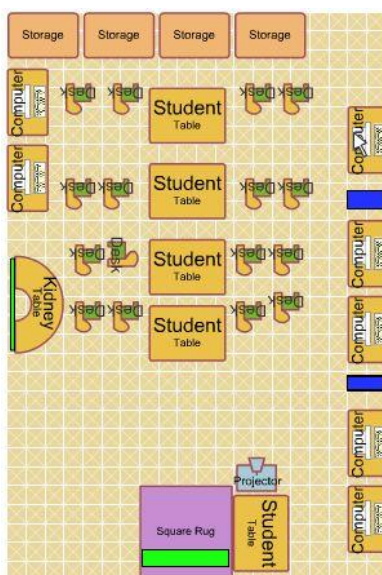 Storage Storage Storage Storage
Computer
Desk Desk
Student
Table
Desk Desk
Computer
Computer
Desk Desk
Student
Table
Desk Desk
Desk Desk
Student
Table
Desk Desk
Computer
Kidney
Table
Desk Desk
Student
Table
Desk Desk
Computer
Computer
Projector
Square Rug
Student
Table
Computer